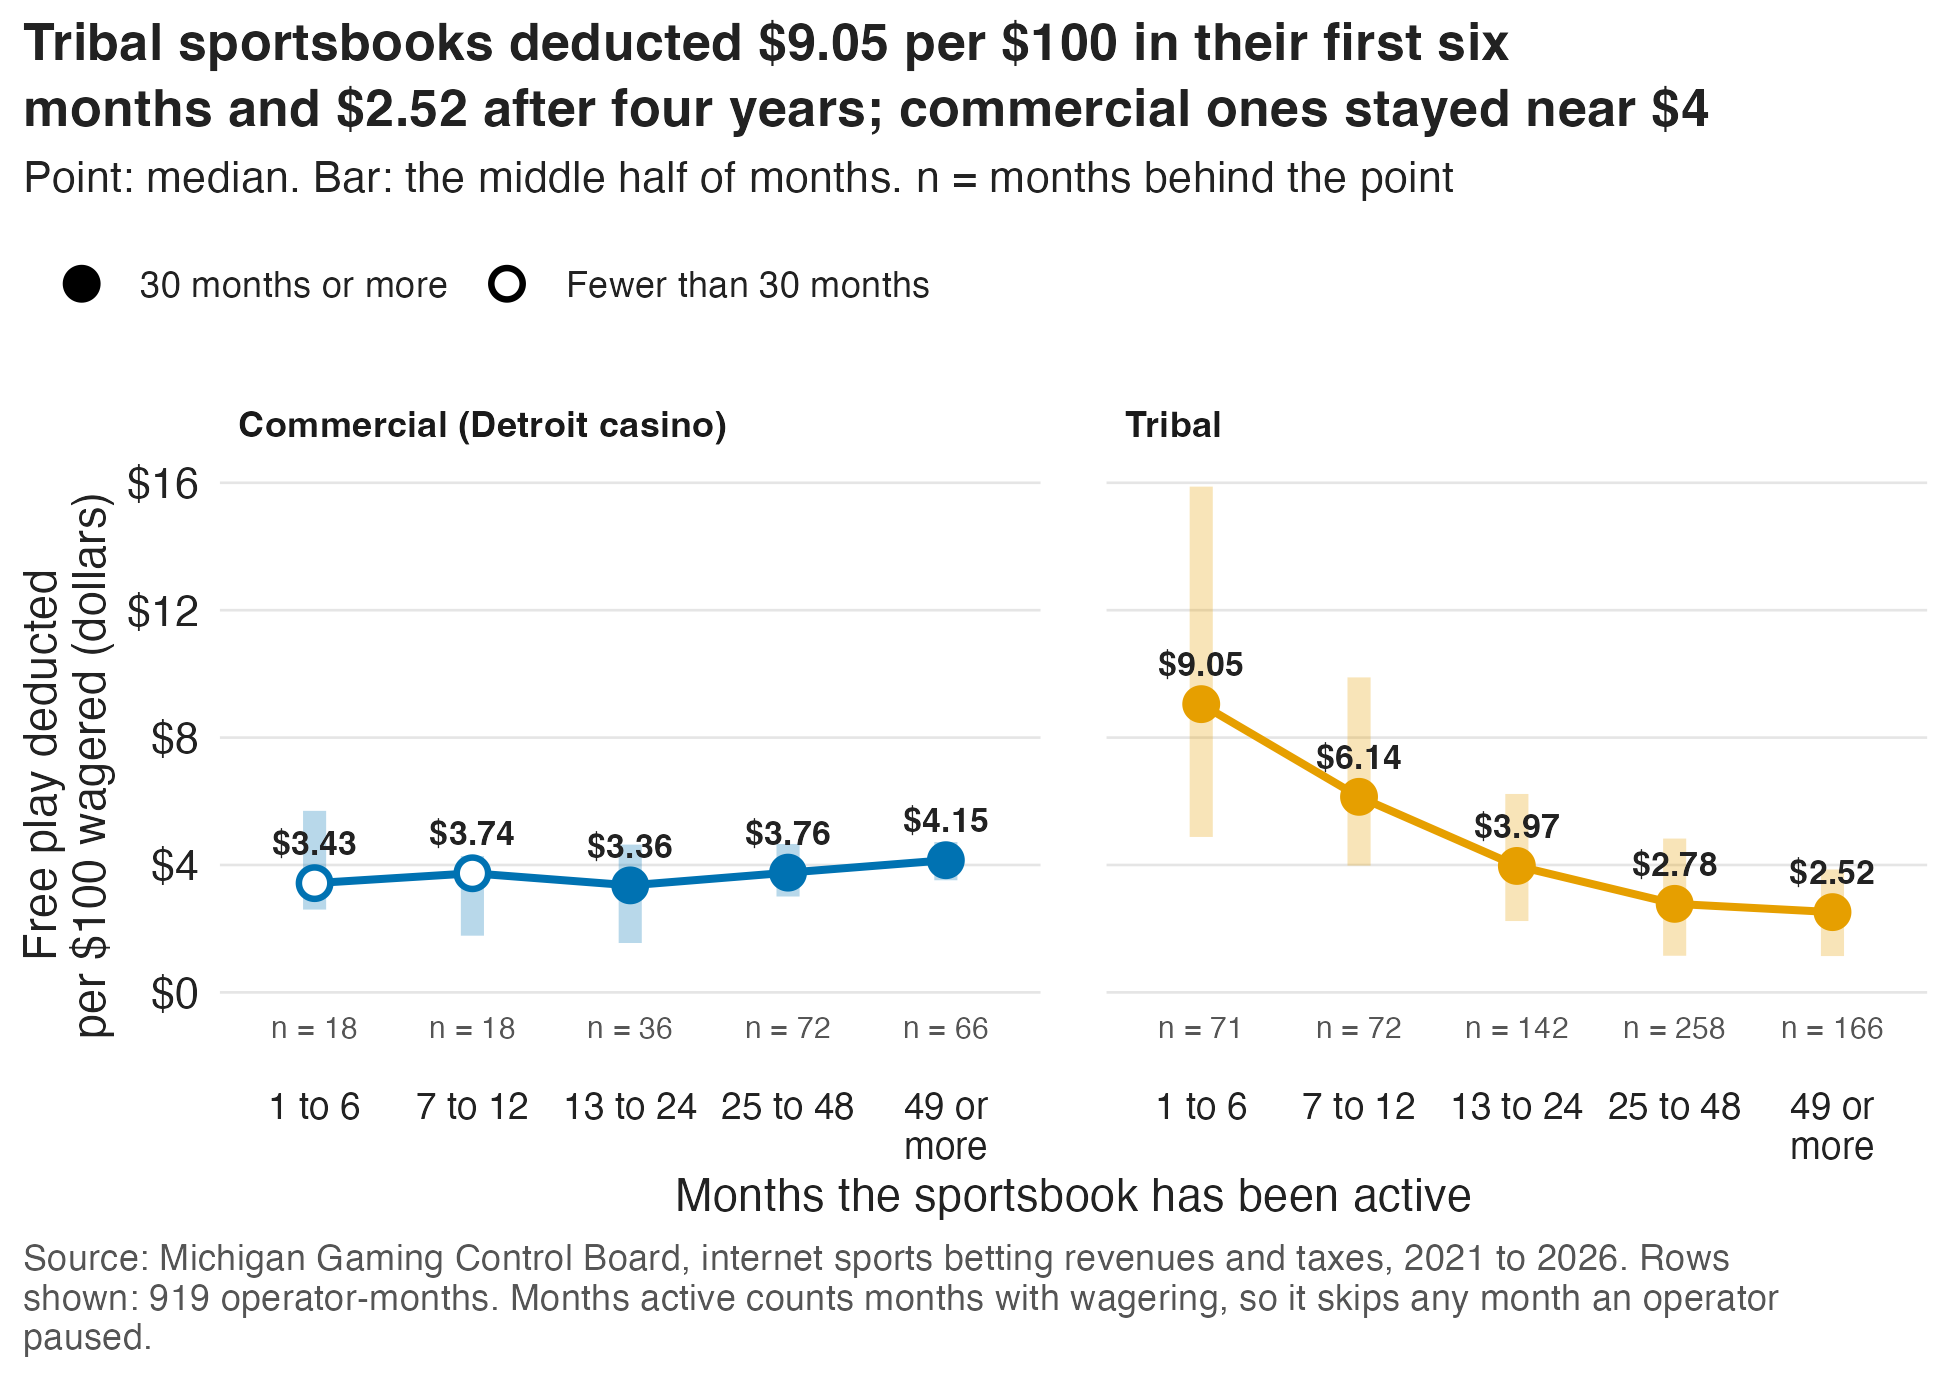 Tribal sportsbooks deducted $9.05 per $100 in their first six
months and $2.52 after four years; commercial ones stayed near $4
Point: median. Bar: the middle half of months. n = months behind the point
30 months or more
Fewer than 30 months
Commercial (Detroit casino)
Tribal
Free play deducted
per $100 wagered (dollars)
$16
$12
$8
$4
$0
$3.43
$3.74
$3.36
$3.76
$4.15
$9.05
$6.14
$3.97
$2.78
$2.52
n = 18
n = 18
n = 36
n = 72
n = 66
n = 71
n = 72
n = 142
n = 258
n = 166
1 to 6
7 to 12
13 to 24
25 to 48
49 or
more
1 to 6
7 to 12
13 to 24
25 to 48
49 or
more
Months the sportsbook has been active
Source: Michigan Gaming Control Board, internet sports betting revenues and taxes, 2021 to 2026. Rows
shown: 919 operator-months. Months active counts months with wagering, so it skips any month an operator
paused.